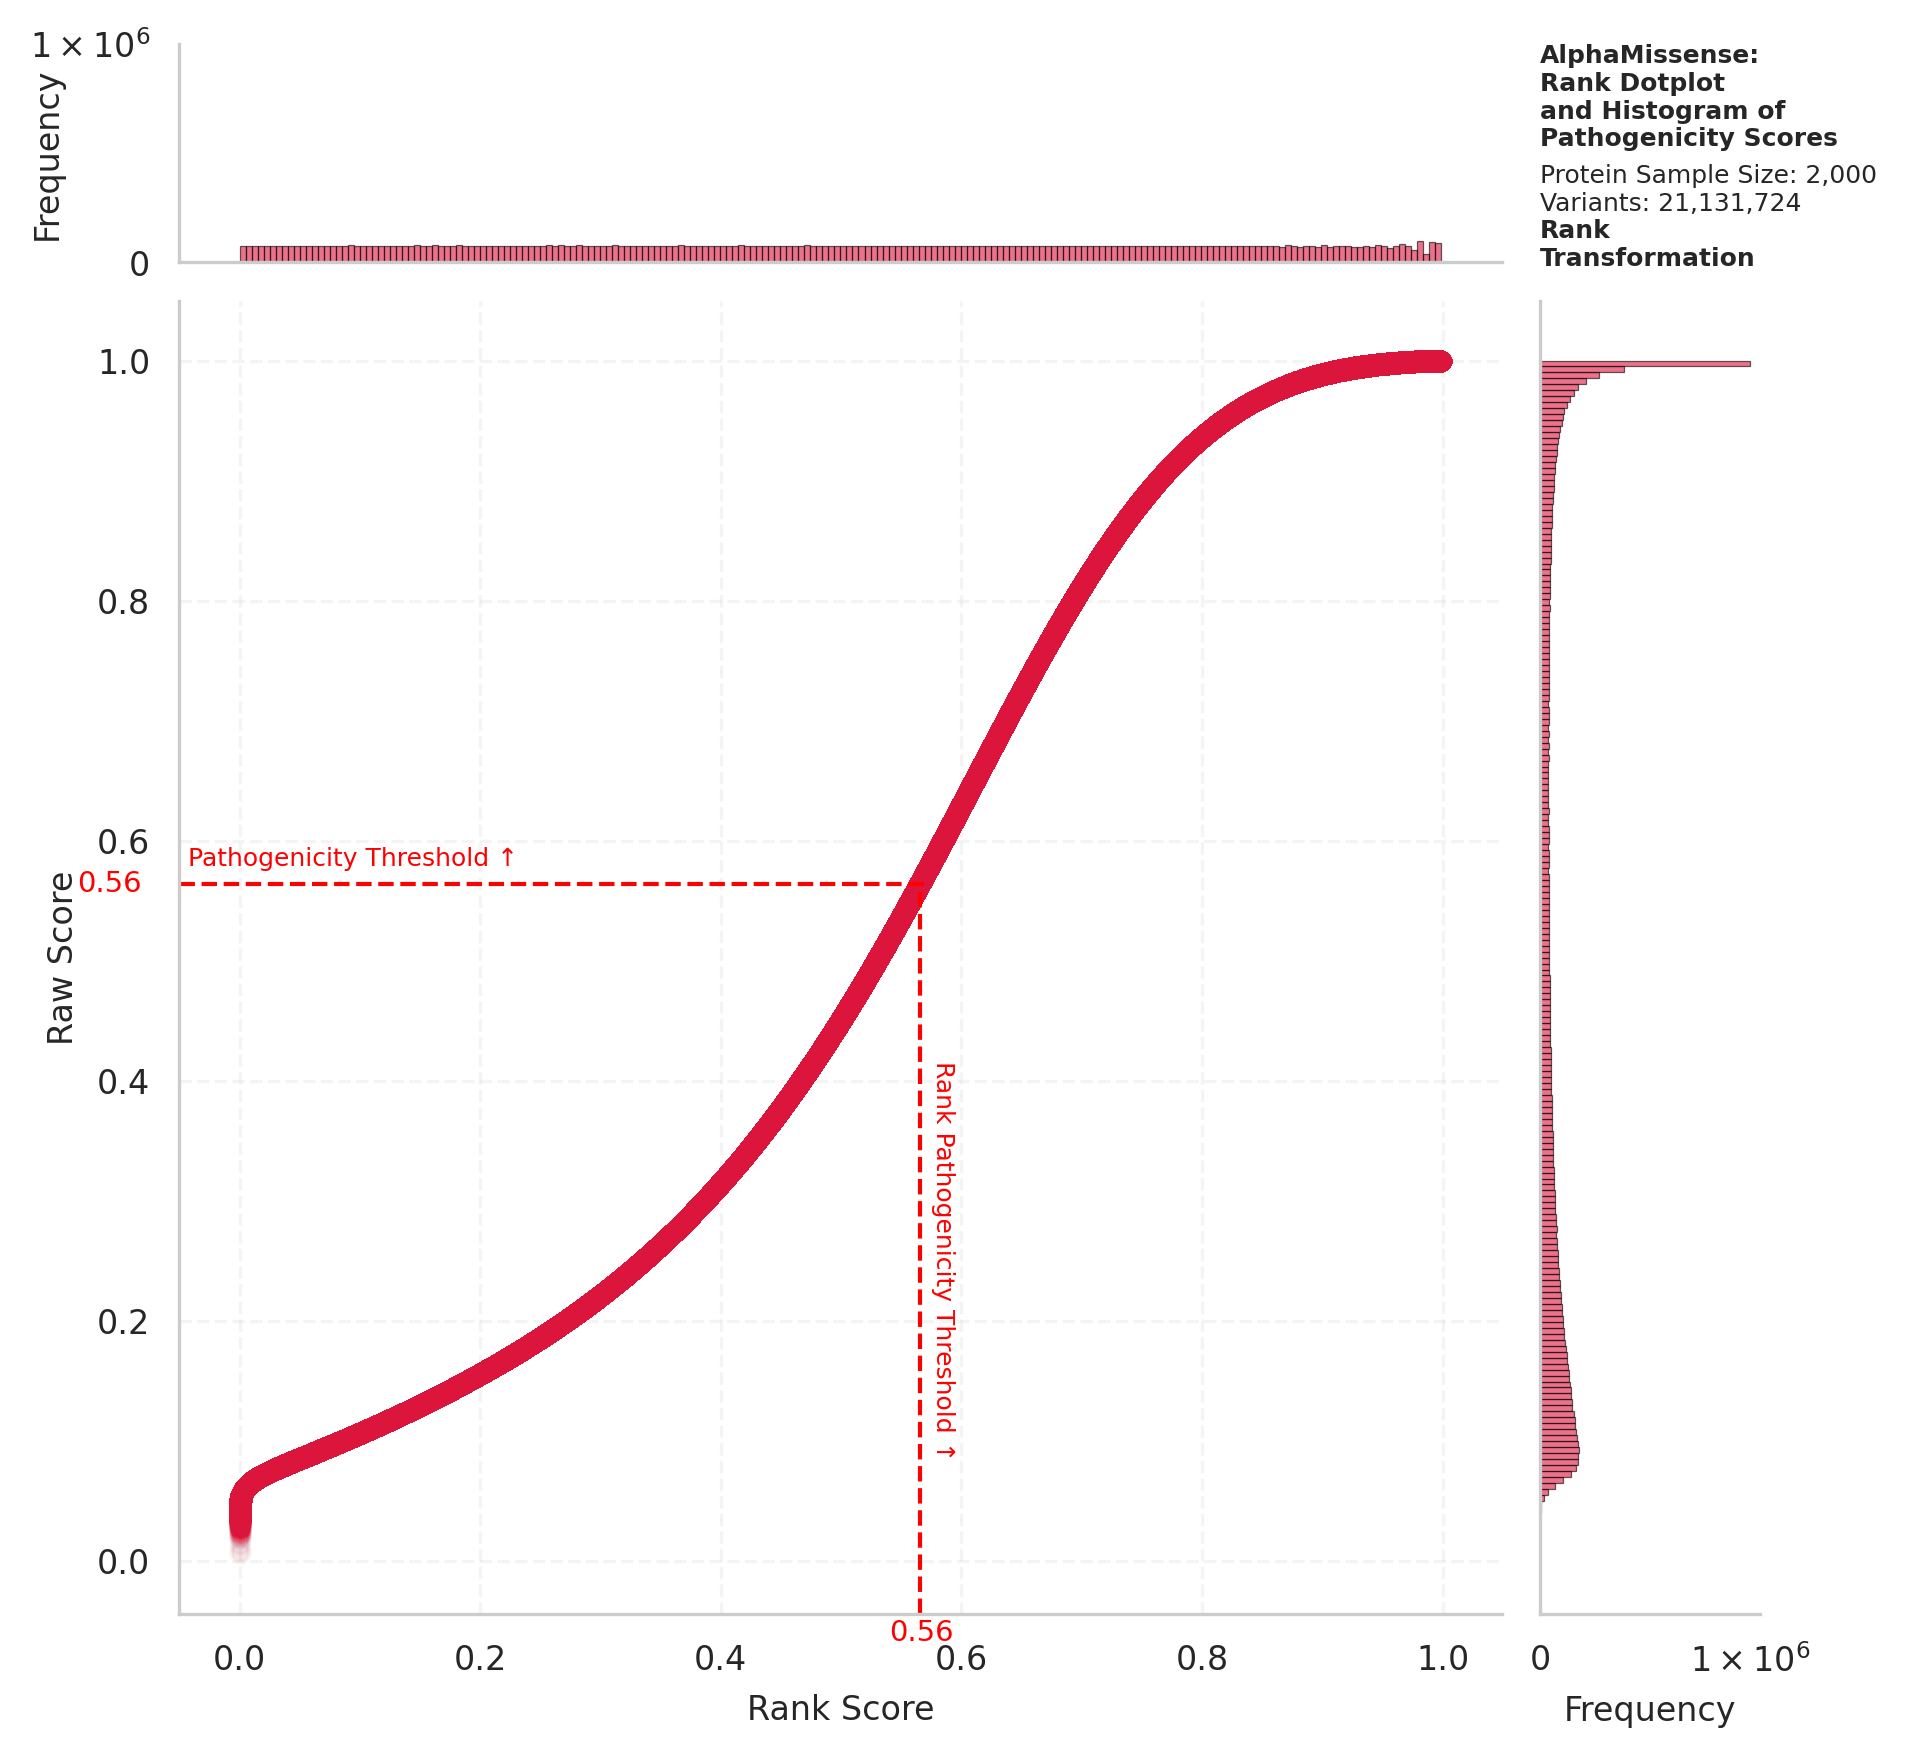 1 × 10⁶
Frequency
0
AlphaMissense:
Rank Dotplot
and Histogram of
Pathogenicity Scores
Protein Sample Size: 2,000
Variants: 21,131,724
Rank
Transformation
1.0
0.8
0.6
Pathogenicity Threshold ↑
0.56
Raw Score
0.4
Rank Pathogenicity Threshold ↑
0.2
0.0
0.56
0.0
0.2
0.4
0.6
0.8
1.0
Rank Score
0
1 × 10⁶
Frequency